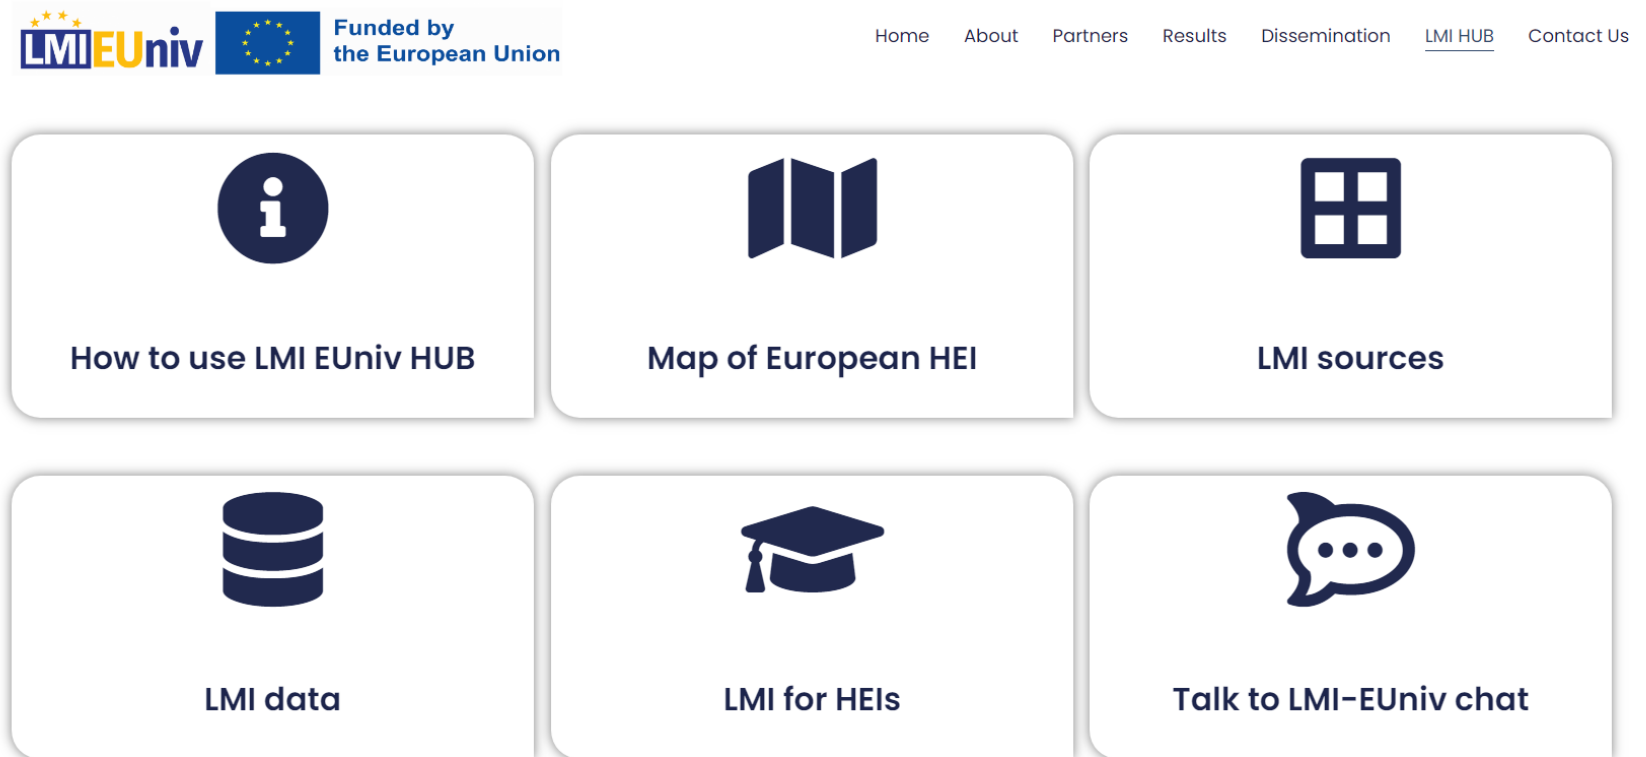 LMIEUniv
Funded by
the European Union
Home About Partners Results Dissemination LMI HUB Contact Us
How to use LMI EUniv HUB
Map of European HEI
LMI sources
LMI data
LMI for HEIs
Talk to LMI-EUniv chat